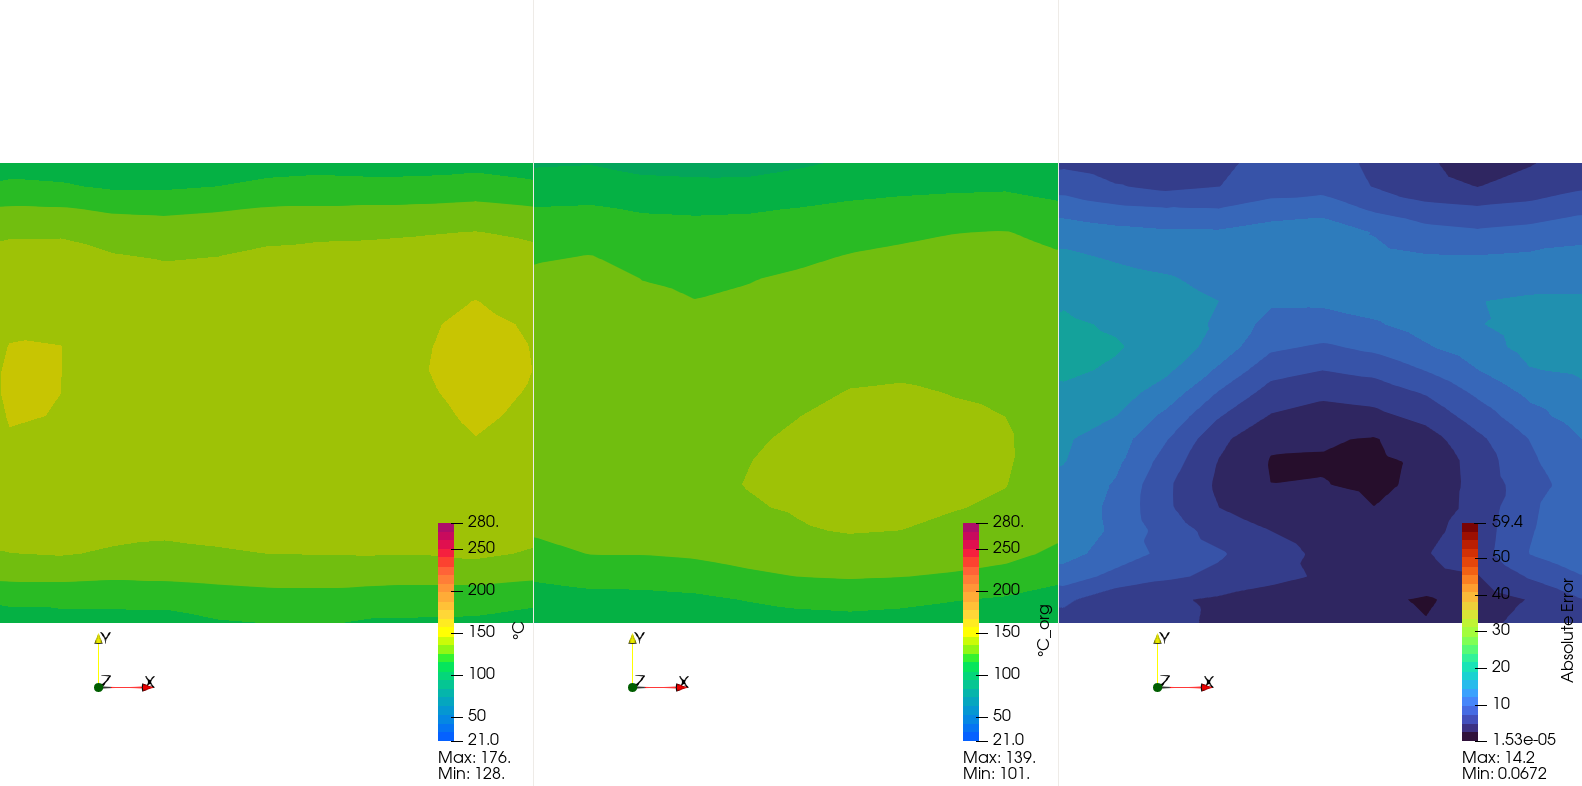 280.
250
200
150
100
50
21.0
°C
Max: 176.
Min: 128.
Y
Z
X
280.
250
200
150
100
50
21.0
°C_org
Max: 139.
Min: 101.
Y
Z
X
59.4
50
40
30
20
10
1.53e-05
Absolute Error
Max: 14.2
Min: 0.0672
Y
Z
X